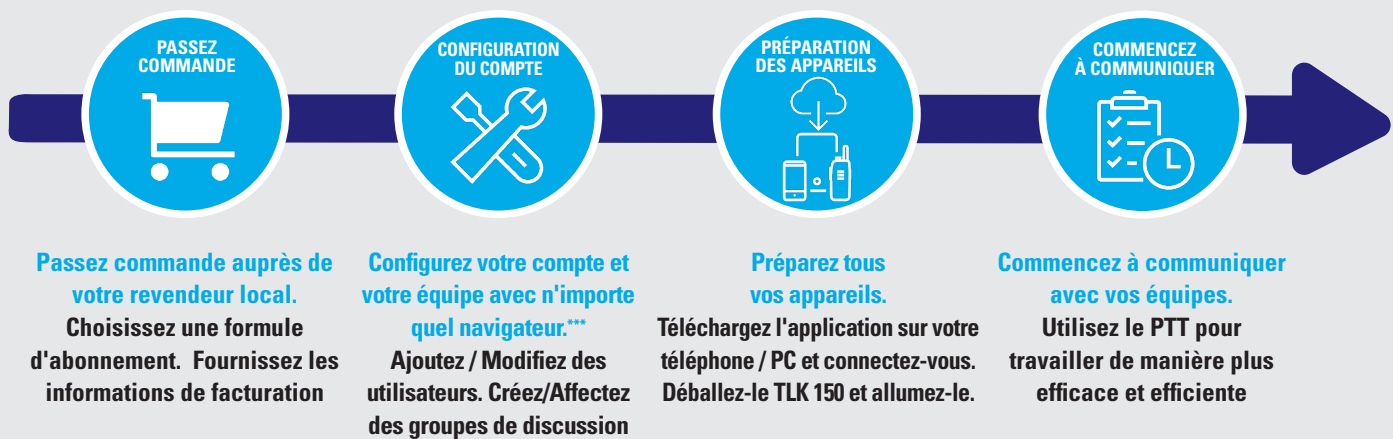 PASSEZ
COMMANDE
CONFIGURATION
DU COMPTE
PRÉPARATION
DES APPAREILS
COMMENCEZ
À COMMUNIQUER
Passez commande auprès de
votre revendeur local.
Choisissez une formule
d'abonnement. Fournissez les
informations de facturation
Configurez votre compte et
votre équipe avec n'importe
quel navigateur.***
Ajoutez / Modifiez des
utilisateurs. Créez/Affectez
des groupes de discussion
Préparez tous
vos appareils.
Téléchargez l'application sur votre
téléphone / PC et connectez-vous.
Déballez-le TLK 150 et allumez-le.
Commencez à communiquer
avec vos équipes.
Utilisez le PTT pour
travailler de manière plus
efficace et efficiente